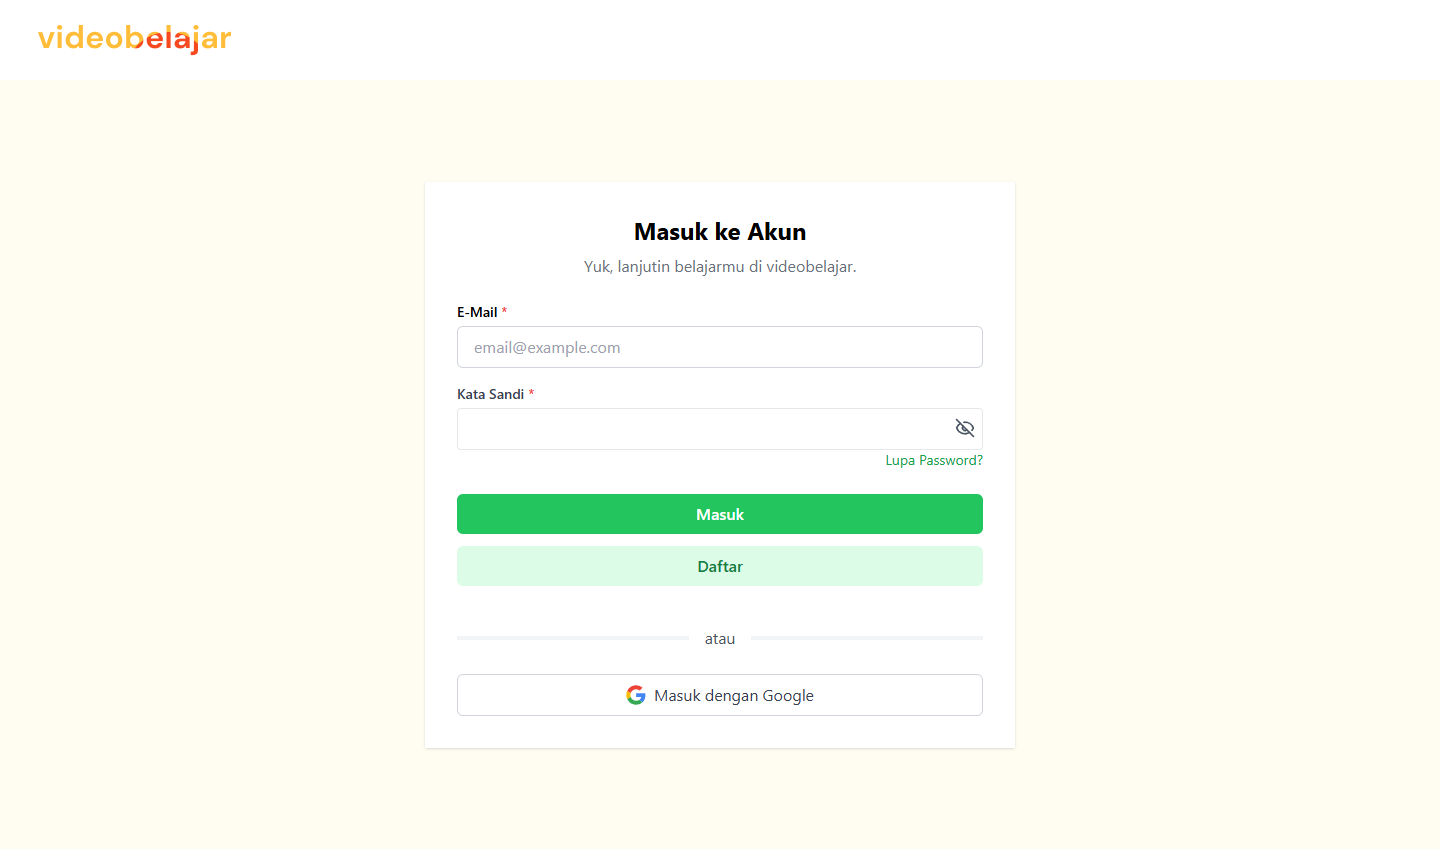 videobelajar
Masuk ke Akun
Yuk, lanjutin belajarmu di videobelajar.
E-Mail *
email@example.com
Kata Sandi *
Lupa Password?
Masuk
Daftar
atau
Masuk dengan Google